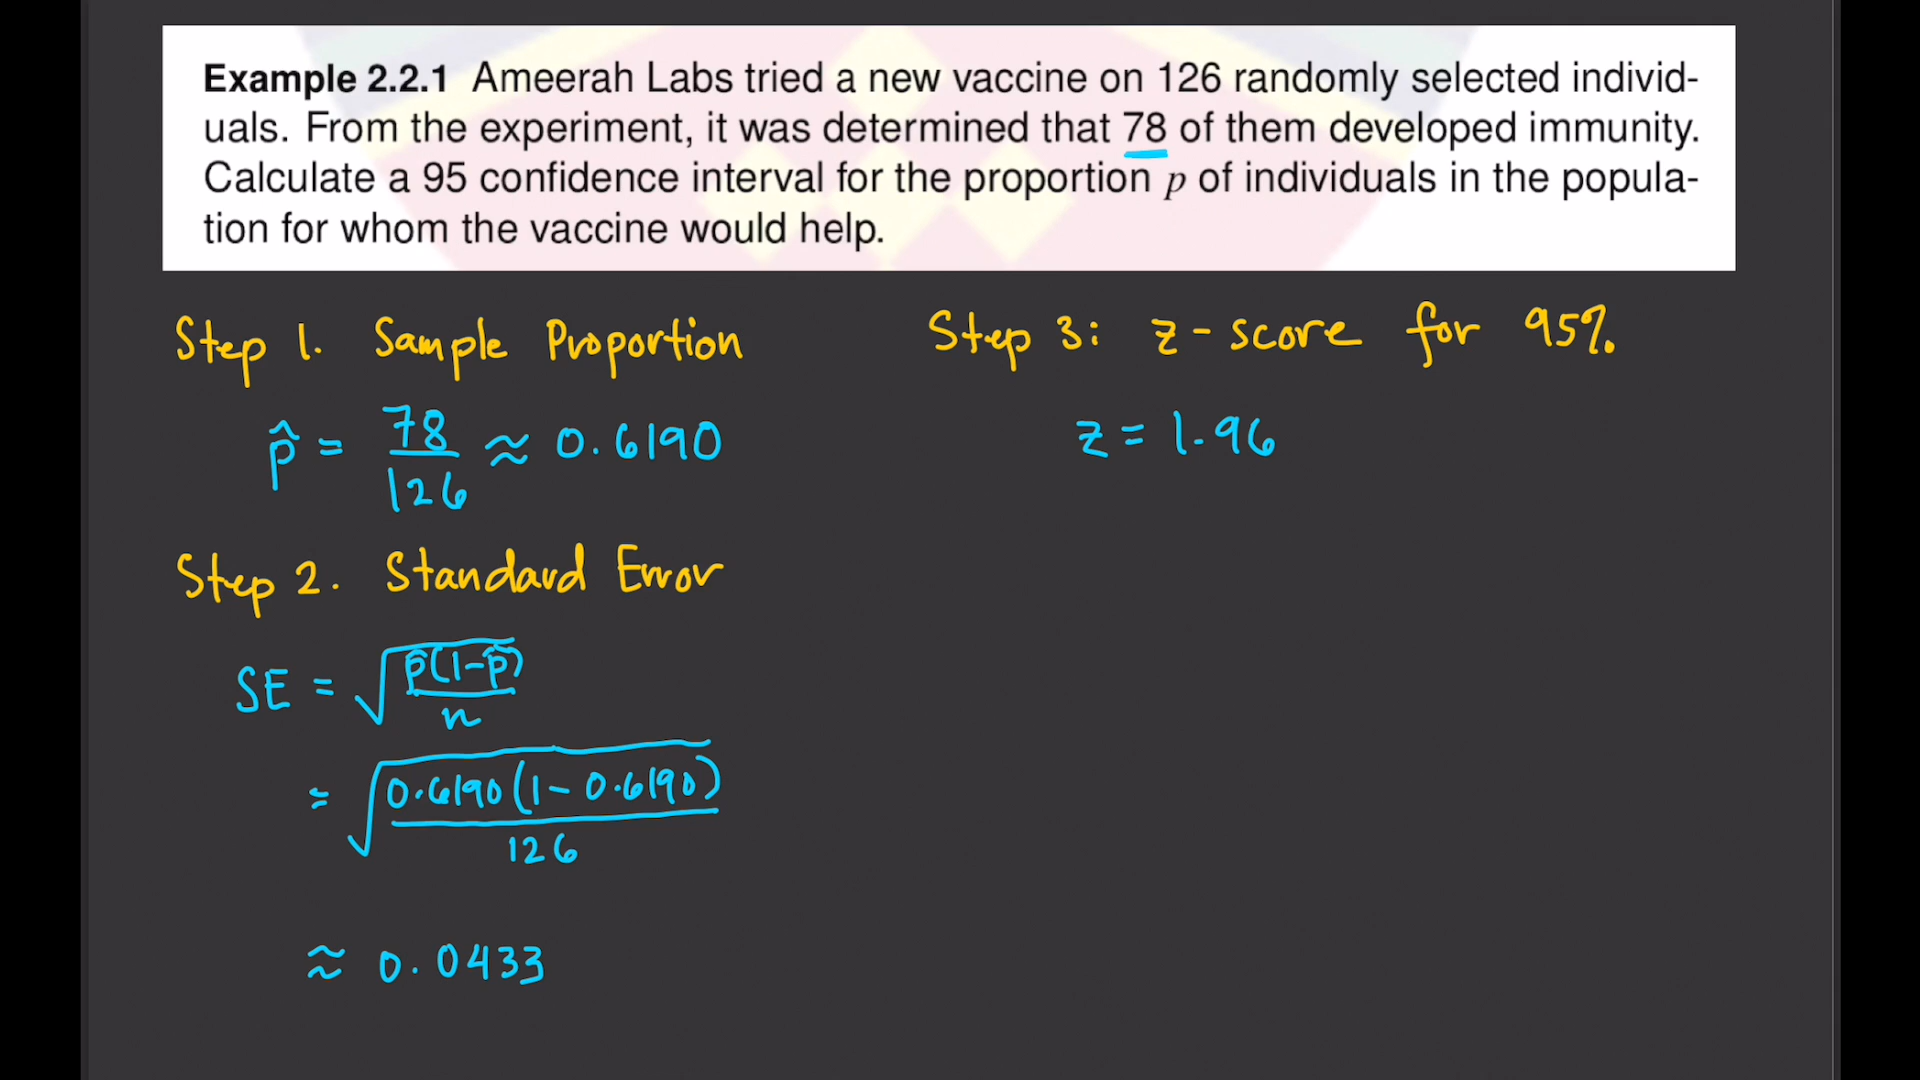 Example 2.2.1 Ameerah Labs tried a new vaccine on 126 randomly selected individ-
uals. From the experiment, it was determined that 78 of them developed immunity.
Calculate a 95 confidence interval for the proportion p of individuals in the popula-
tion for whom the vaccine would help.
Step 1. Sample Proportion
p̂ = 78/126 ≈ 0.6190
Step 2. Standard Error
SE = √(p̂(1-p̂)/n)
= √(0.6190(1-0.6190)/126)
≈ 0.0433
Step 3: z-score for 95%
z = 1.96